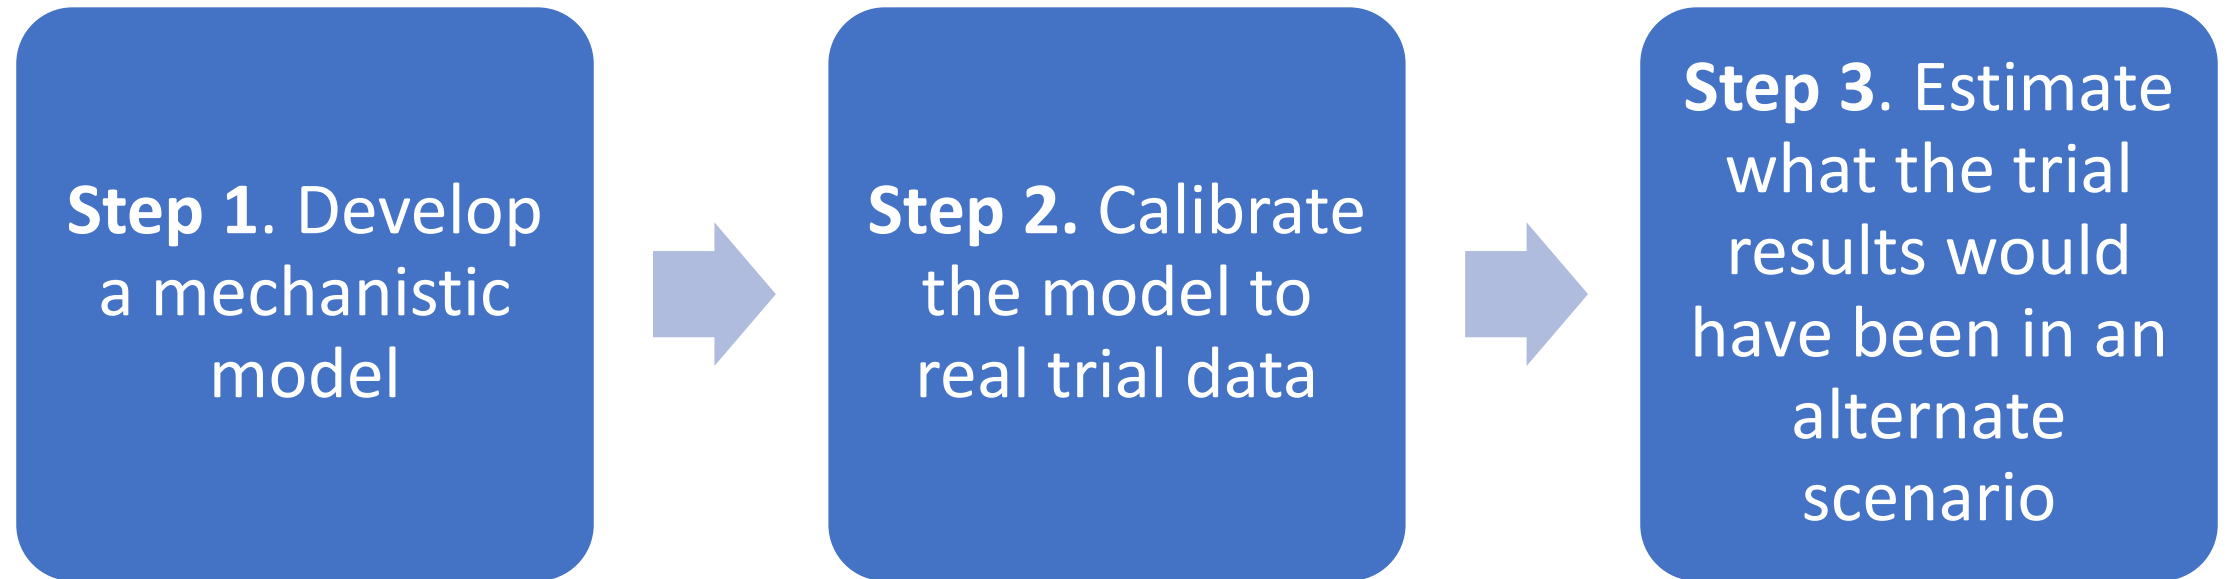 Step 1. Develop
a mechanistic
model
Step 2. Calibrate
the model to
real trial data
Step 3. Estimate
what the trial
results would
have been in an
alternate
scenario